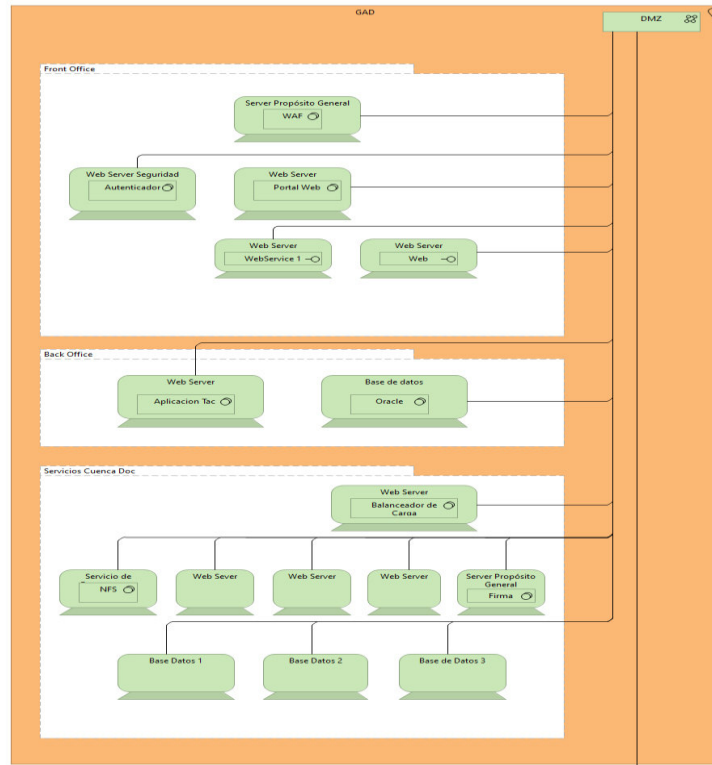 GAD
DMZ
Front Office
Server Propósito General
WAF
Web Server Seguridad
Autenticador
Web Server
Portal Web
Web Server
WebService 1
Web Server
Web
Back Office
Web Server
Aplicacion Tac
Base de datos
Oracle
Servicios Cuenca Doc
Web Server
Balanceador de
Carga
Servicio de
NFS
Web Sever
Web Server
Web Server
Server Propósito
General
Firma
Base Datos 1
Base Datos 2
Base de Datos 3